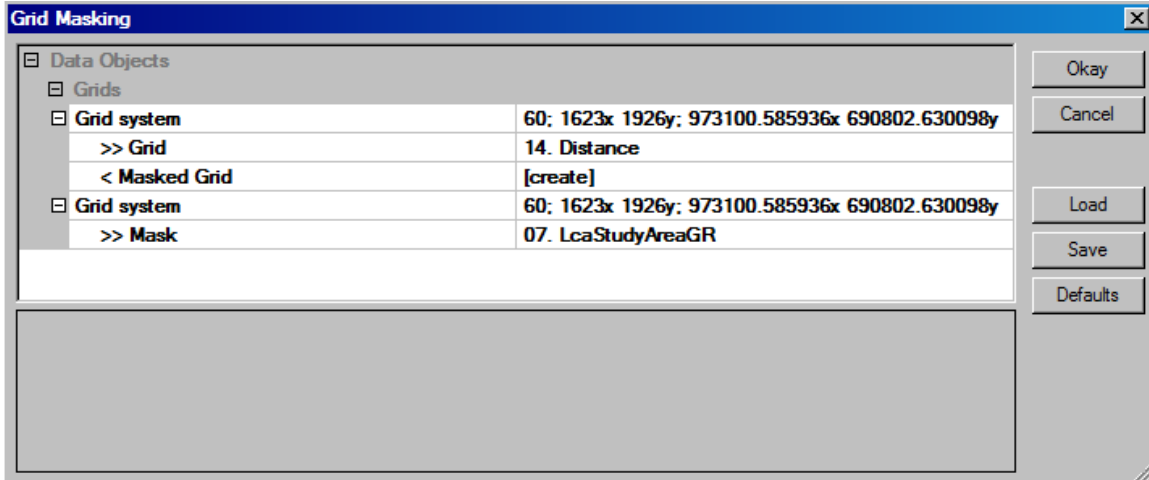 Grid Masking
Data Objects
Grids
Grid system 60; 1623x 1926y; 973100.585936x 690802.630098y
>> Grid 14. Distance
< Masked Grid [create]
Grid system 60; 1623x 1926y; 973100.585936x 690802.630098y
>> Mask 07. LcaStudyAreaGR
Okay
Cancel
Load
Save
Defaults